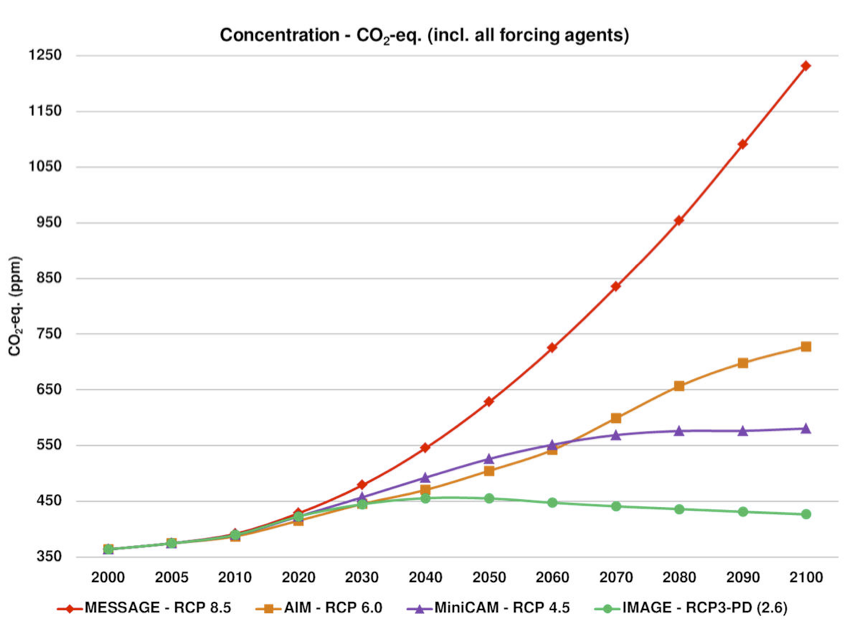 Concentration - CO₂-eq. (incl. all forcing agents)
1250
1150
1050
950
850
750
650
550
450
350
CO₂-eq. (ppm)
2000 2005 2010 2020 2030 2040 2050 2060 2070 2080 2090 2100
MESSAGE - RCP 8.5 AIM - RCP 6.0 MiniCAM - RCP 4.5 IMAGE - RCP3-PD (2.6)